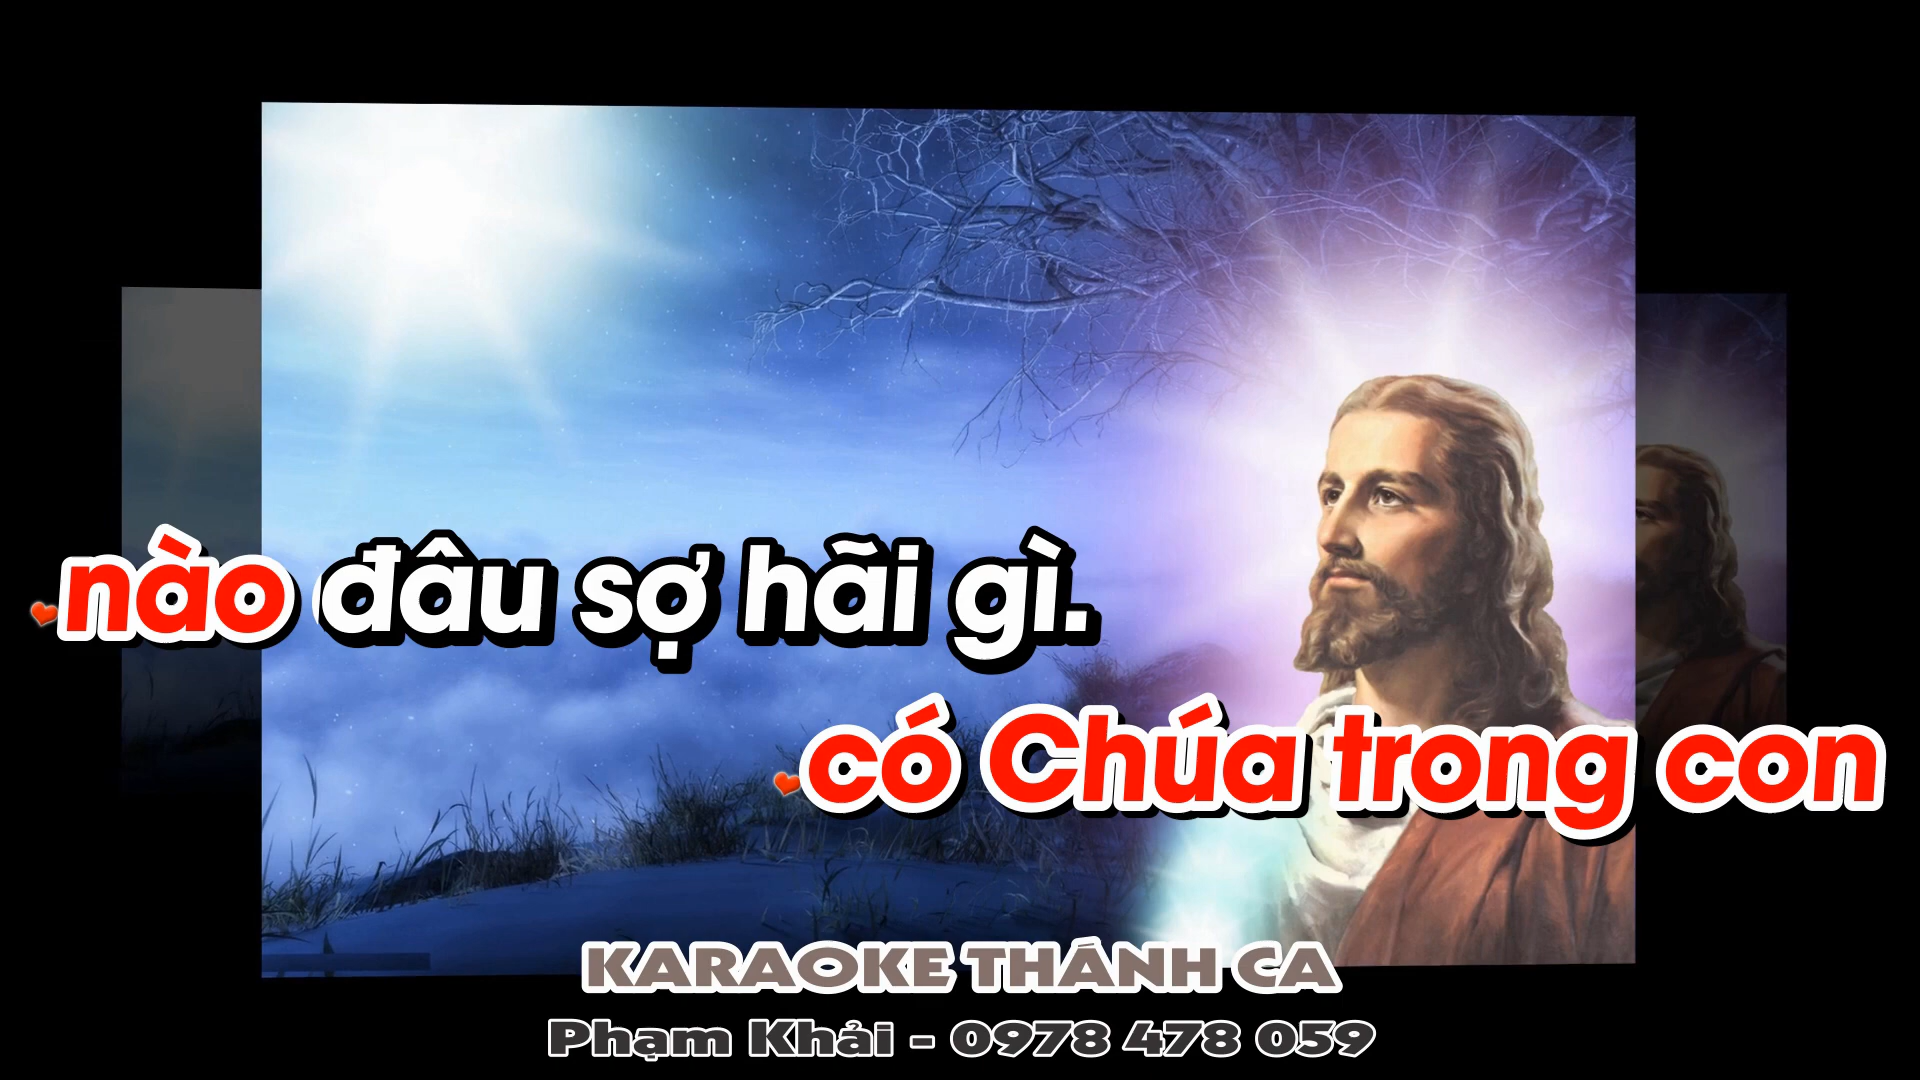 nào đâu sợ hãi gì.
có Chúa trong con
KARAOKE THÁNH CA
Phạm Khải - 0978 478 059